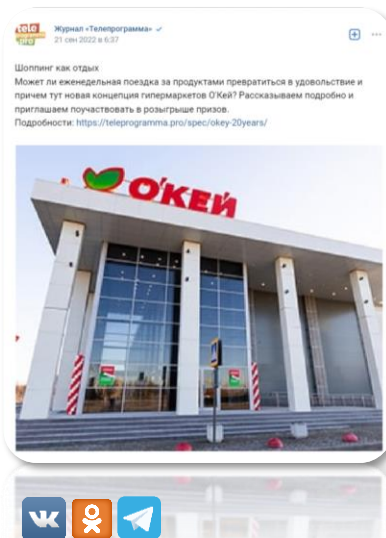 tele
pro
Журнал «Телепрограмма»
21 сен 2022 в 6:37
Шоппинг как отдых
Может ли еженедельная поездка за продуктами превратиться в удовольствие и
причем тут новая концепция гипермаркетов О'Кей? Рассказываем подробно и
приглашаем поучаствовать в розыгрыше призов.
Подробности: https://teleprogramma.pro/spec/okey-20years/
О'КЕЙ